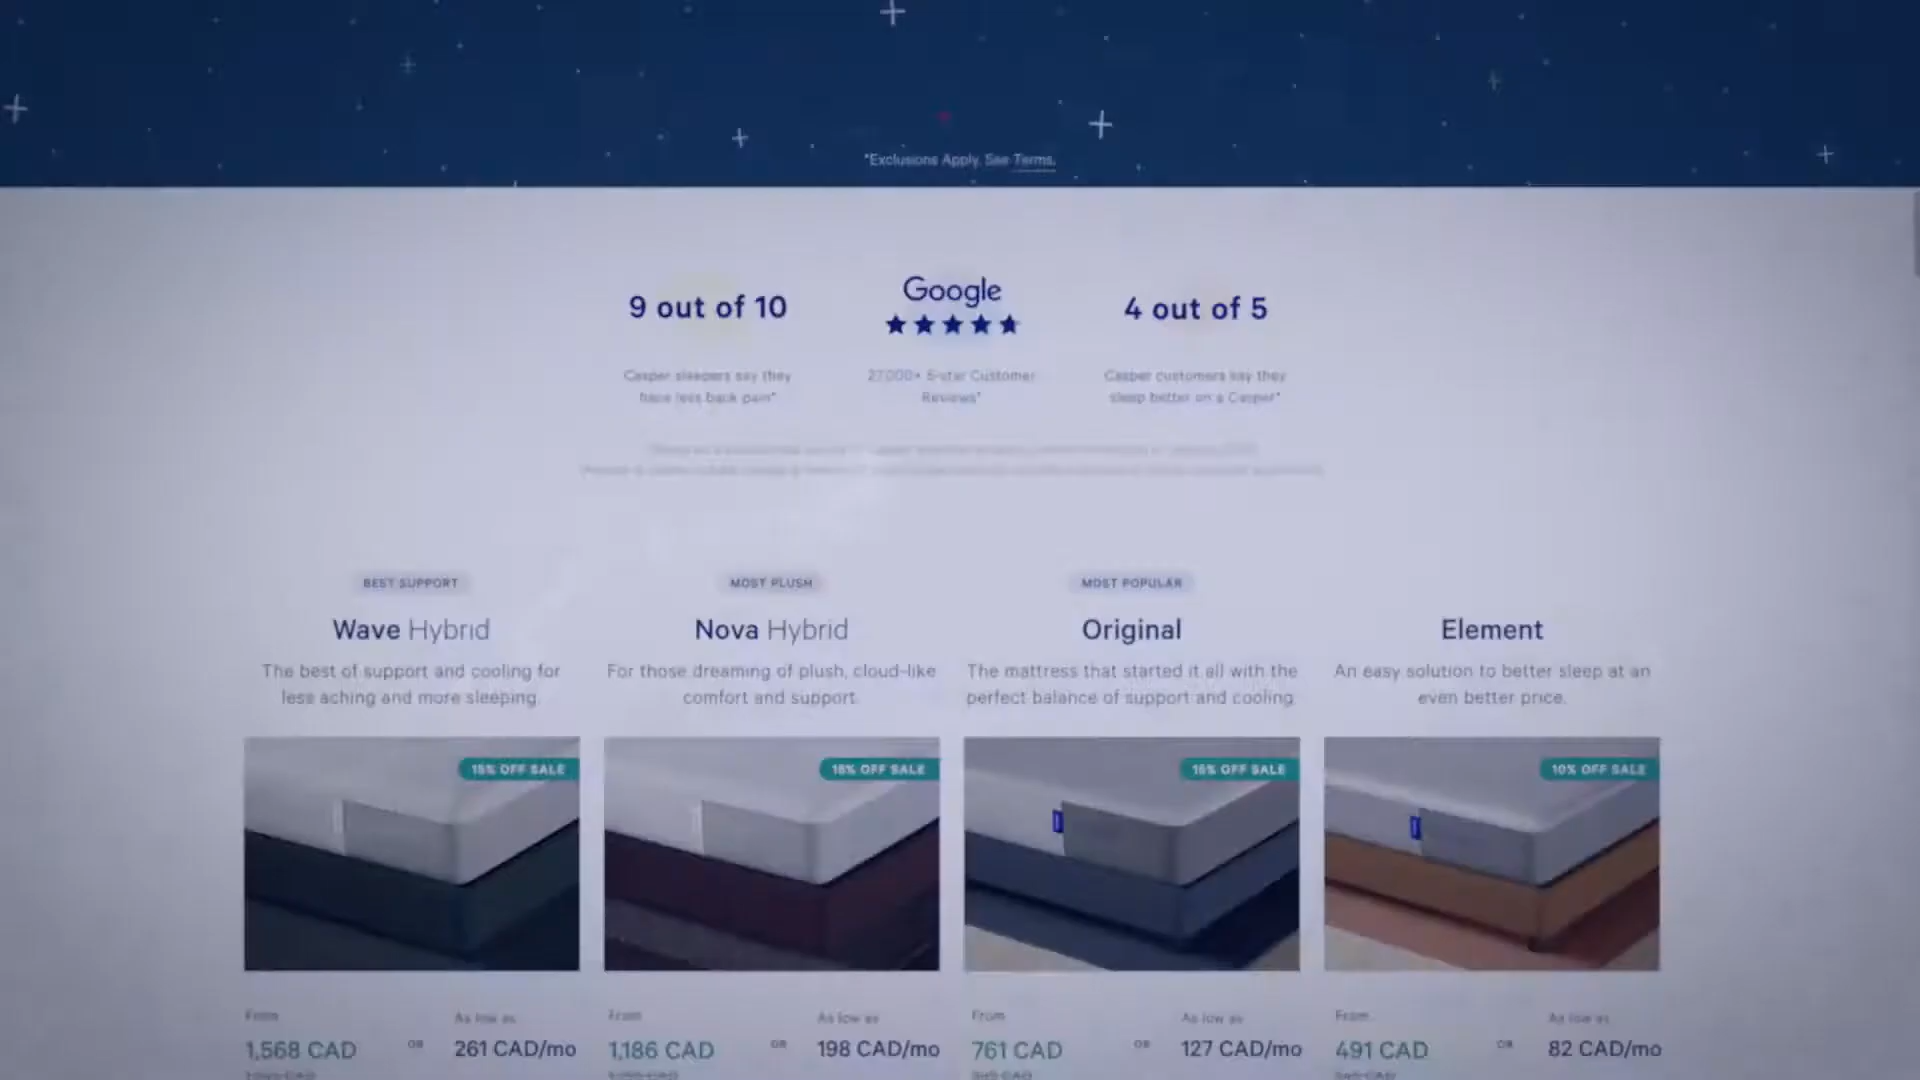 *Exclusions Apply. See Terms.
9 out of 10
Google
4 out of 5
Casper sleepers say they
have less back pain*
27,000+ 5-star Customer
Reviews*
Casper customers say they
sleep better on a Casper*
BEST SUPPORT
MOST PLUSH
MOST POPULAR
Wave Hybrid
Nova Hybrid
Original
Element
The best of support and cooling for
less aching and more sleeping.
For those dreaming of plush, cloud-like
comfort and support.
The mattress that started it all with the
perfect balance of support and cooling.
An easy solution to better sleep at an
even better price.
15% OFF SALE
15% OFF SALE
15% OFF SALE
10% OFF SALE
From
As low as
From
As low as
From
As low as
From
As low as
1,568 CAD
OR
261 CAD/mo
1,186 CAD
OR
198 CAD/mo
761 CAD
OR
127 CAD/mo
491 CAD
OR
82 CAD/mo